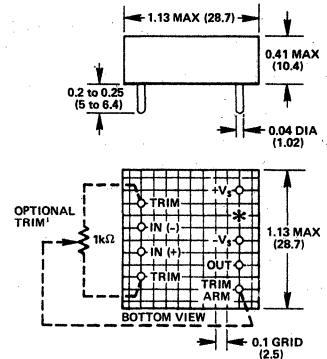 1.13 MAX (28.7)
0.41 MAX
(10.4)
0.2 to 0.25
(5 to 6.4)
0.04 DIA
(1.02)
OPTIONAL
TRIM¹
1kΩ
TRIM
IN (-)
IN (+)
TRIM
+Vs
*
-Vs
OUT
TRIM
ARM
1.13 MAX
(28.7)
BOTTOM VIEW
0.1 GRID
(2.5)